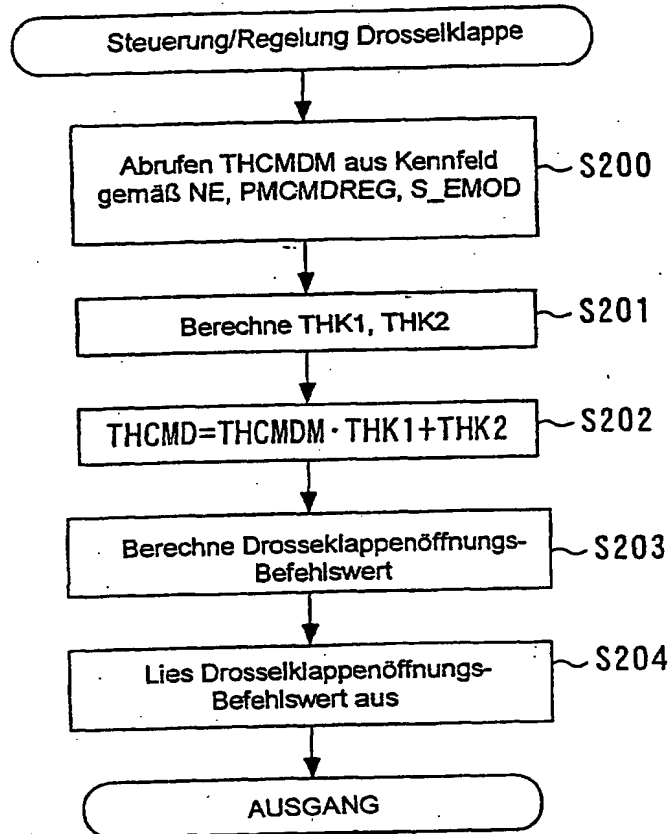 Steuerung/Regelung Drosselklappe
Abrufen THCMDM aus Kennfeld
gemäß NE, PMCMDREG, S_EMOD
S200
Berechne THK1, THK2
S201
THCMD=THCMDM·THK1+THK2
S202
Berechne Drosseklappenöffnungs-
Befehlswert
S203
Lies Drosselklappenöffnungs-
Befehlswert aus
S204
AUSGANG